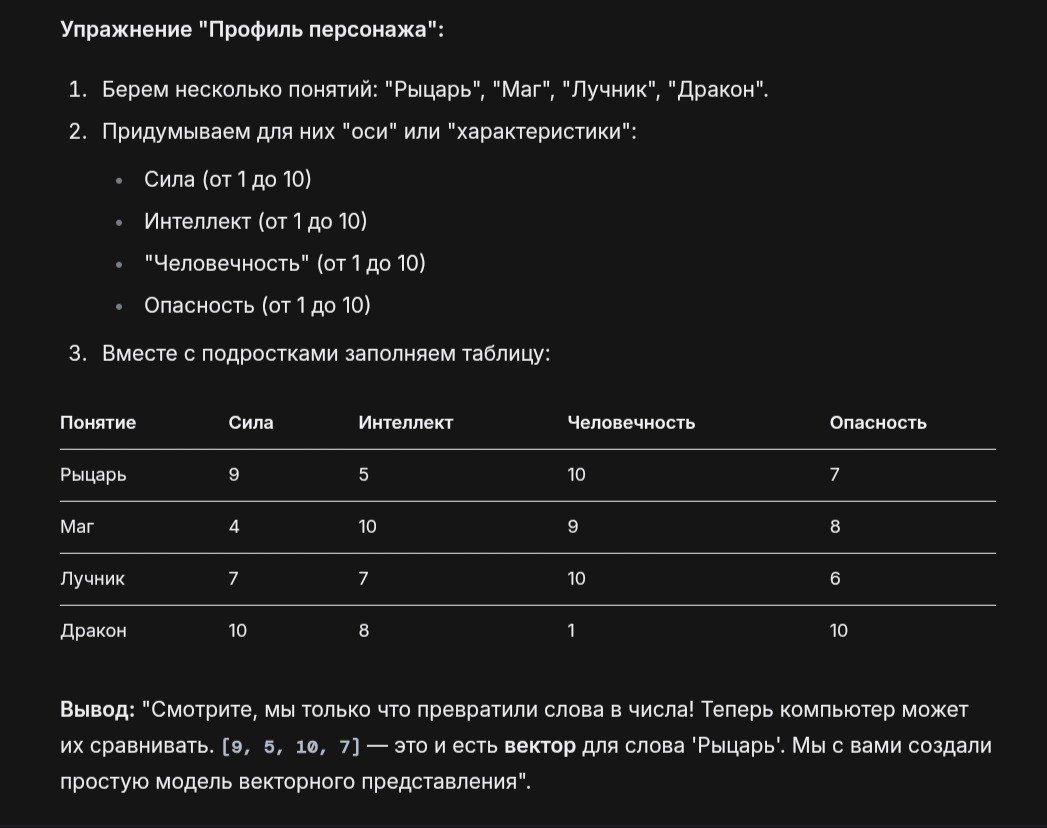 Упражнение "Профиль персонажа":
1. Берем несколько понятий: "Рыцарь", "Маг", "Лучник", "Дракон".
2. Придумываем для них "оси" или "характеристики":
• Сила (от 1 до 10)
• Интеллект (от 1 до 10)
• "Человечность" (от 1 до 10)
• Опасность (от 1 до 10)
3. Вместе с подростками заполняем таблицу:
Понятие Сила Интеллект Человечность Опасность
Рыцарь 9 5 10 7
Маг 4 10 9 8
Лучник 7 7 10 6
Дракон 10 8 1 10
Вывод: "Смотрите, мы только что превратили слова в числа! Теперь компьютер может
их сравнивать. [9, 5, 10, 7] — это и есть вектор для слова 'Рыцарь'. Мы с вами создали
простую модель векторного представления".